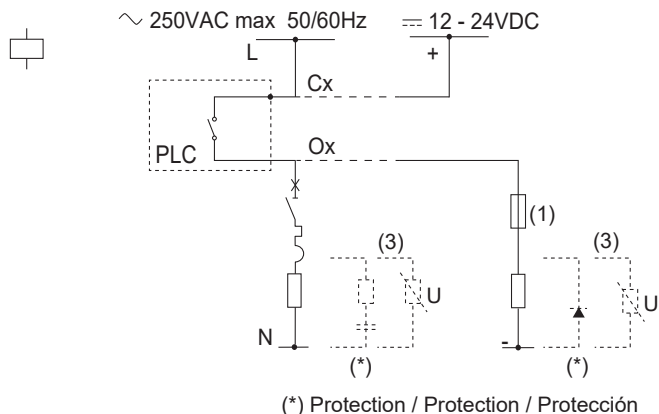 250VAC max 50/60Hz
12 - 24VDC
L
+
Cx
PLC
Ox
(1)
(3)
(3)
U
U
N
-
(*)
(*)
(*) Protection / Protection / Protección